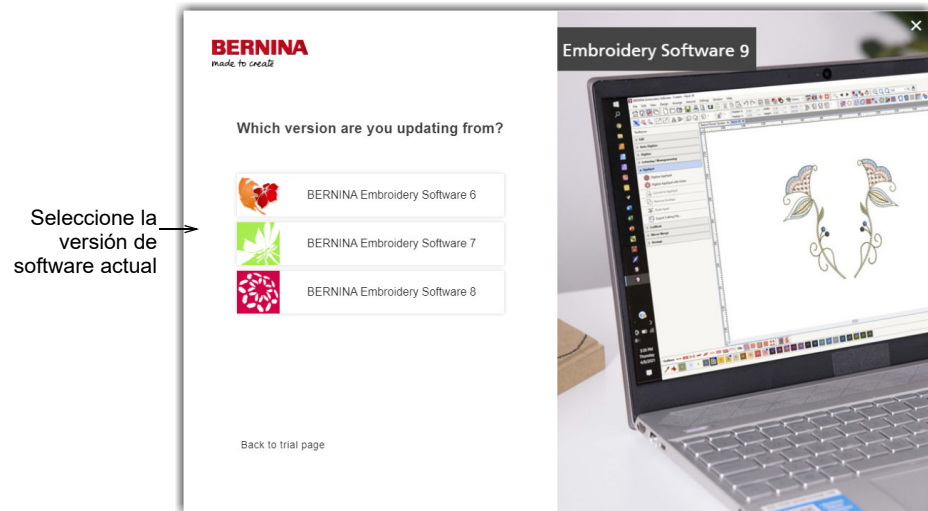 BERNINA
made to create
Embroidery Software 9
Which version are you updating from?
BERNINA Embroidery Software 6
Seleccione la
versión de
software actual
BERNINA Embroidery Software 7
BERNINA Embroidery Software 8
Back to trial page